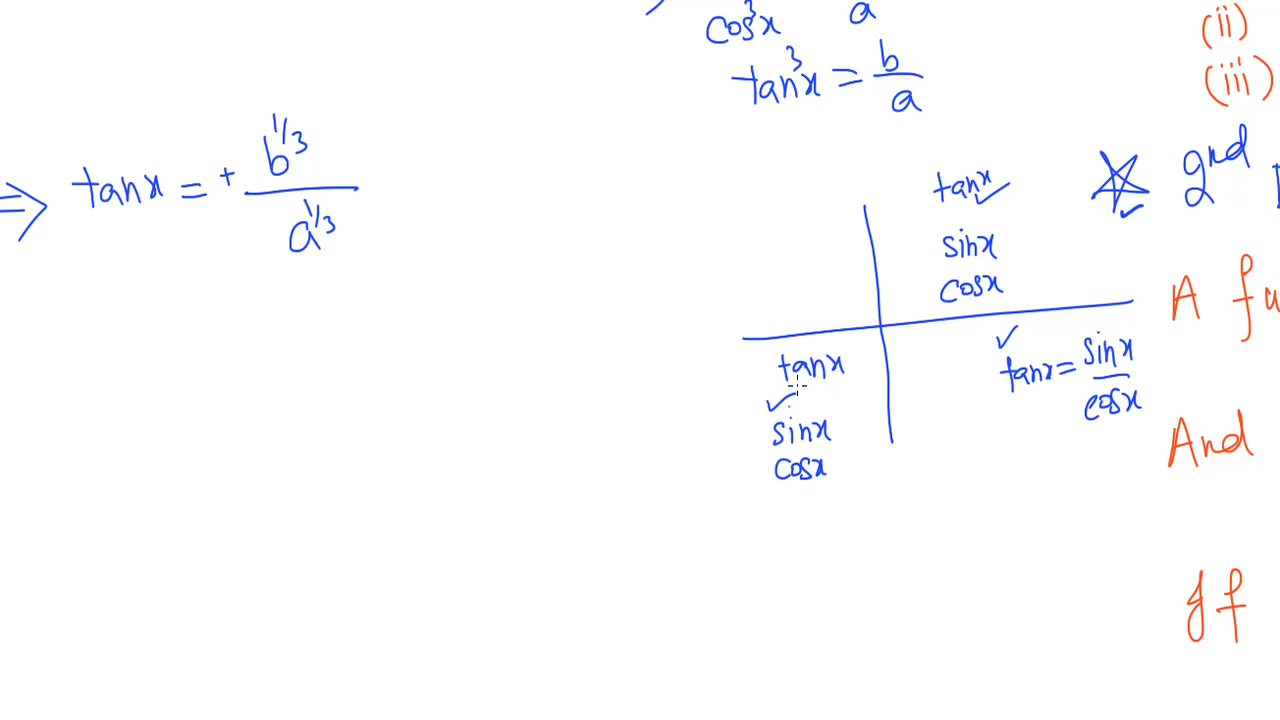 cos³x a
tan³x = b/a
⇒ tanx = + b^1/3 / a^1/3
tanx ✓
sinx
cosx
tanx
✓
sinx
cosx
✓
tanx = sinx/cosx
(ii)
(iii)
2nd
A fu
And
If